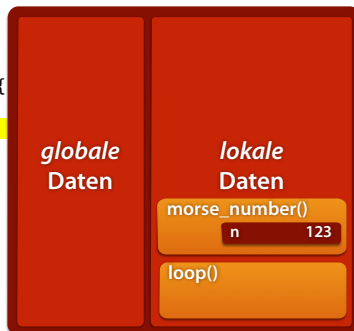 {
globale
Daten
lokale
Daten
morse_number()
n 123
loop()